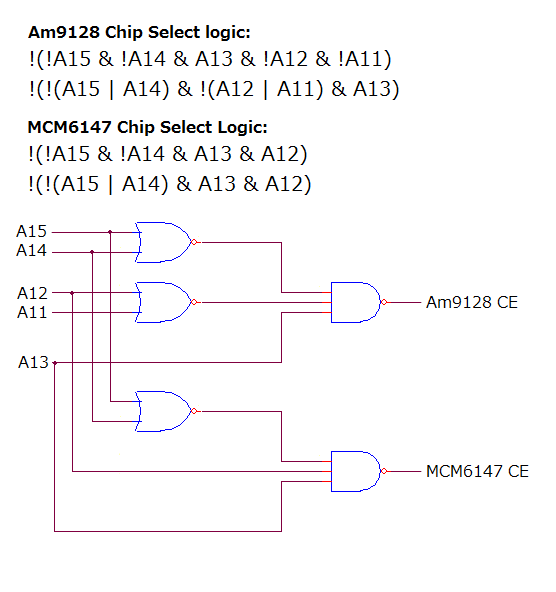 Am9128 Chip Select logic:
!(!A15 & !A14 & A13 & !A12 & !A11)
!(!(A15 | A14) & !(A12 | A11) & A13)
MCM6147 Chip Select Logic:
!(!A15 & !A14 & A13 & A12)
!(!(A15 | A14) & A13 & A12)
A15
A14
A12
A11
Am9128 CE
A13
MCM6147 CE